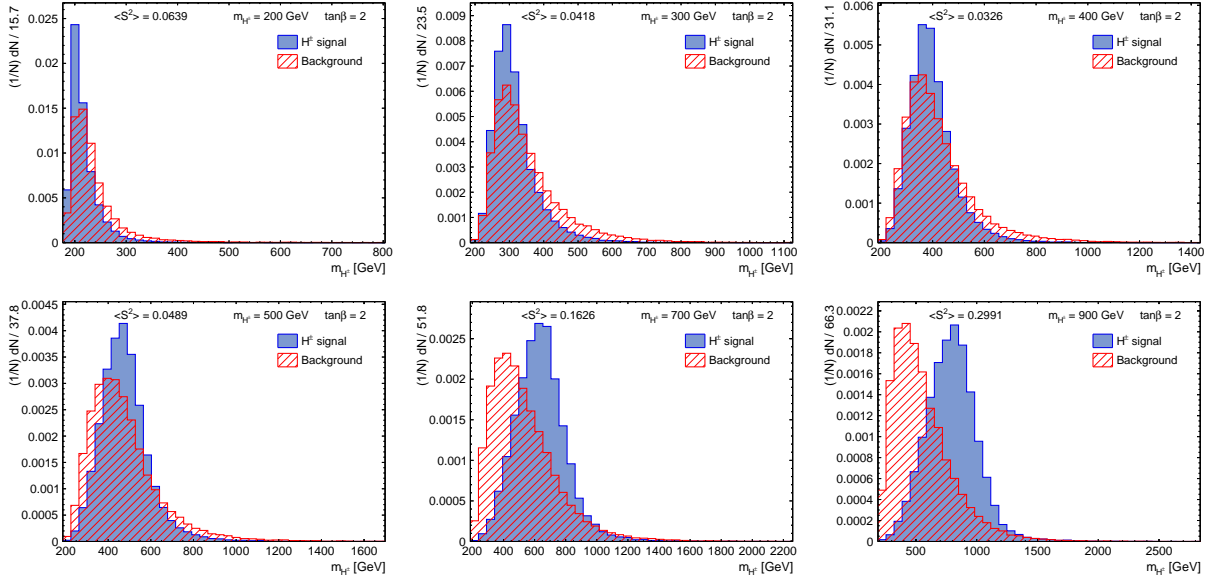 <S²> = 0.0639 m_H± = 200 GeV tanβ = 2
(1/N) dN / 15.7
H± signal
Background
0.025
0.02
0.015
0.01
0.005
0
200 300 400 500 600 700 800
m_H± [GeV]
<S²> = 0.0418 m_H± = 300 GeV tanβ = 2
(1/N) dN / 23.5
H± signal
Background
0.009
0.008
0.007
0.006
0.005
0.004
0.003
0.002
0.001
0
200 300 400 500 600 700 800 900 1000 1100
m_H± [GeV]
<S²> = 0.0326 m_H± = 400 GeV tanβ = 2
(1/N) dN / 31.1
H± signal
Background
0.006
0.005
0.004
0.003
0.002
0.001
0
200 400 600 800 1000 1200 1400
m_H± [GeV]
<S²> = 0.0489 m_H± = 500 GeV tanβ = 2
(1/N) dN / 37.8
H± signal
Background
0.0045
0.004
0.0035
0.003
0.0025
0.002
0.0015
0.001
0.0005
0
200 400 600 800 1000 1200 1400 1600
m_H± [GeV]
<S²> = 0.1626 m_H± = 700 GeV tanβ = 2
(1/N) dN / 51.8
H± signal
Background
0.0025
0.002
0.0015
0.001
0.0005
0
200 400 600 800 1000 1200 1400 1600 1800 2000 2200
m_H± [GeV]
<S²> = 0.2991 m_H± = 900 GeV tanβ = 2
(1/N) dN / 66.3
H± signal
Background
0.0022
0.002
0.0018
0.0016
0.0014
0.0012
0.001
0.0008
0.0006
0.0004
0.0002
0
500 1000 1500 2000 2500
m_H± [GeV]